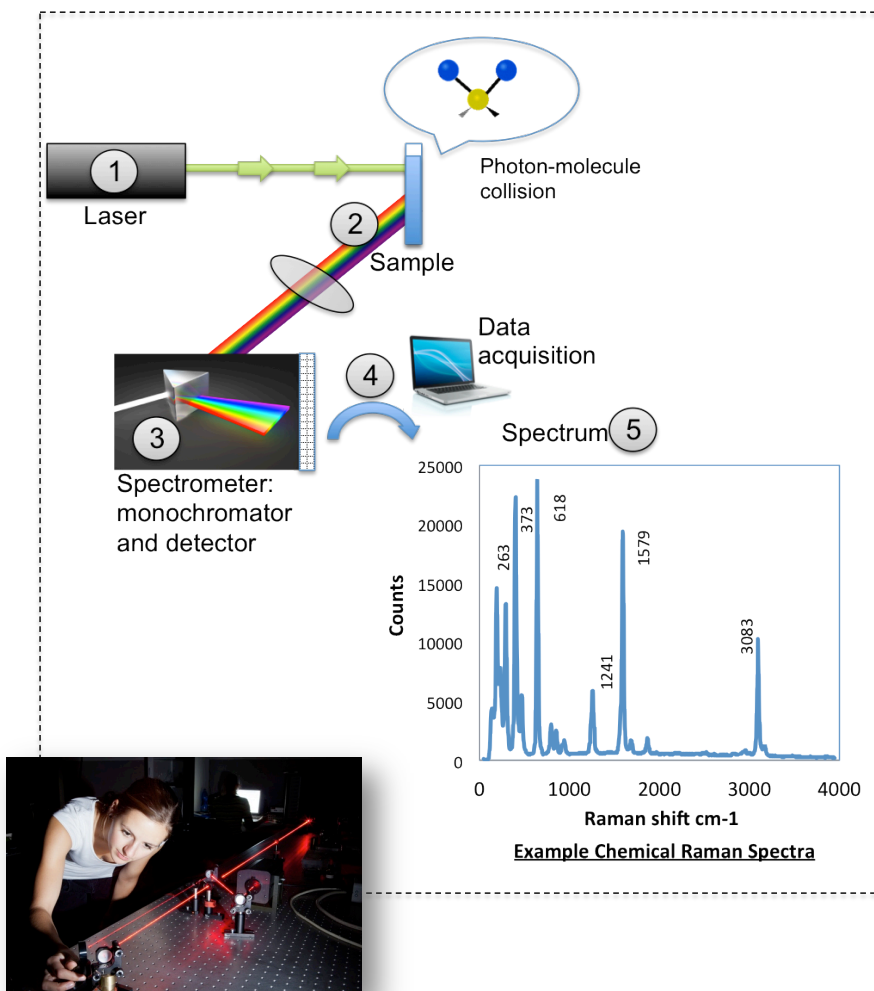 1
Laser
Photon-molecule
collision
2
Sample
3
Spectrometer:
monochromator
and detector
4
Data
acquisition
Spectrum 5
25000
20000
15000
10000
5000
0
Counts
263
373
618
1241
1579
3083
0 1000 2000 3000 4000
Raman shift cm-1
Example Chemical Raman Spectra